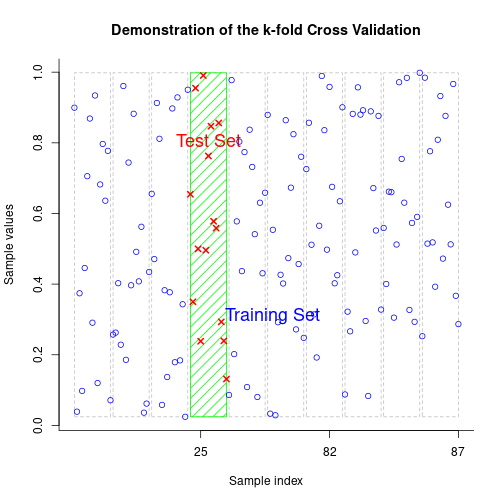 Demonstration of the k-fold Cross Validation
Sample values
1.0
0.8
0.6
0.4
0.2
0.0
Test Set
Training Set
25
82
87
Sample index